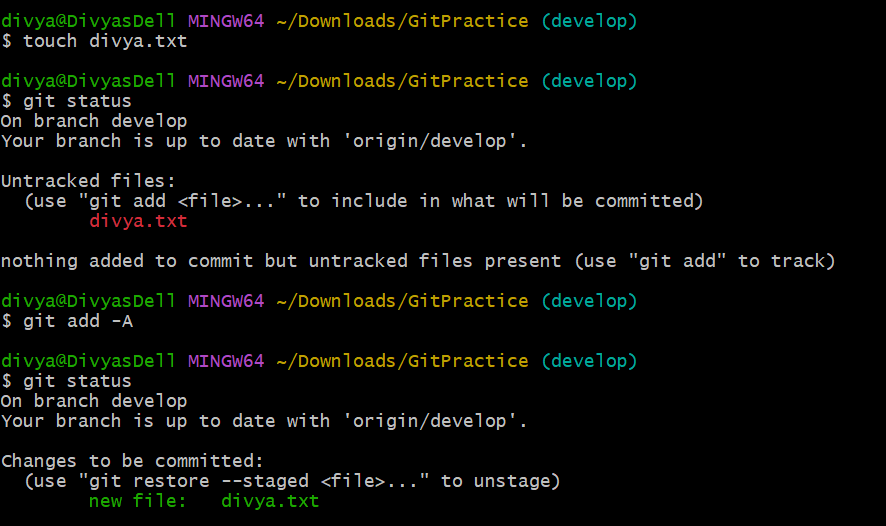 divya@DivyasDell MINGW64 ~/Downloads/GitPractice (develop)
$ touch divya.txt
divya@DivyasDell MINGW64 ~/Downloads/GitPractice (develop)
$ git status
On branch develop
Your branch is up to date with 'origin/develop'.
Untracked files:
  (use "git add <file>..." to include in what will be committed)
        divya.txt
nothing added to commit but untracked files present (use "git add" to track)
divya@DivyasDell MINGW64 ~/Downloads/GitPractice (develop)
$ git add -A
divya@DivyasDell MINGW64 ~/Downloads/GitPractice (develop)
$ git status
On branch develop
Your branch is up to date with 'origin/develop'.
Changes to be committed:
  (use "git restore --staged <file>..." to unstage)
        new file:   divya.txt